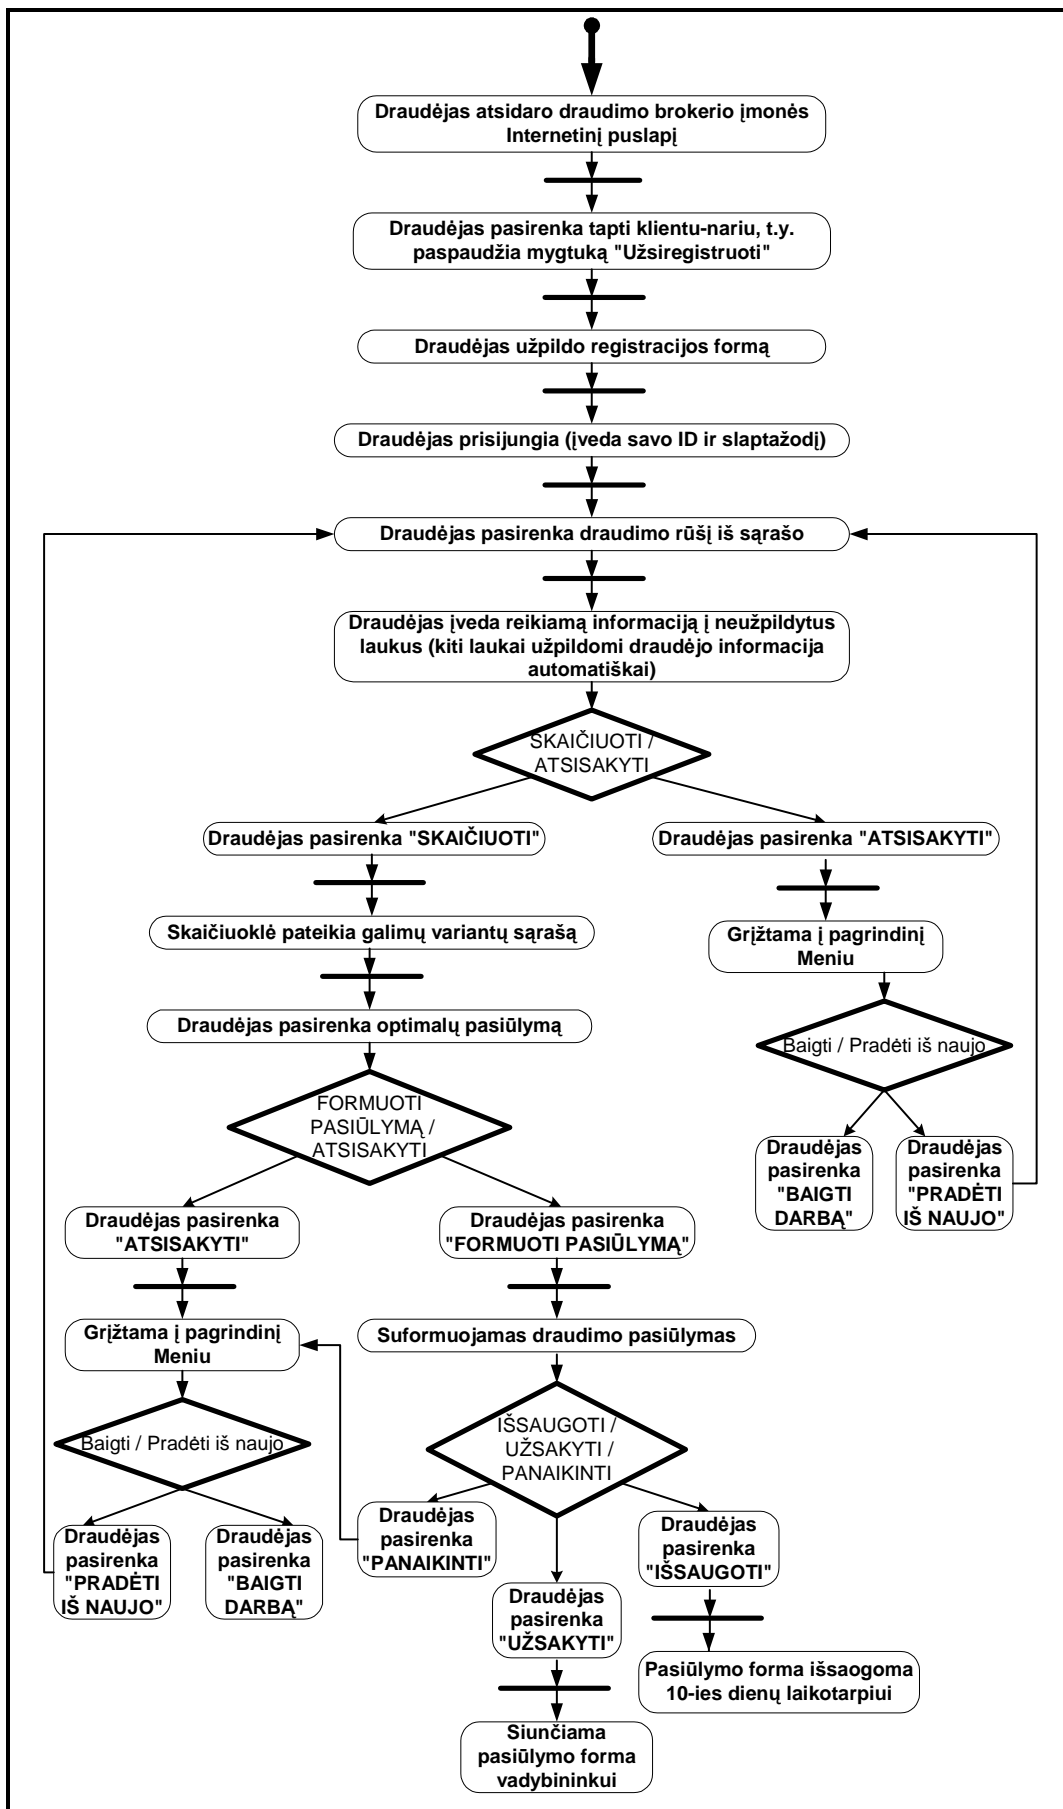 Draudėjas atsidaro draudimo brokerio įmonės
Internetinį puslapį
Draudėjas pasirenka tapti klientu-nariu, t.y.
paspaudžia mygtuką "Užsiregistruoti"
Draudėjas užpildo registracijos formą
Draudėjas prisijungia (įveda savo ID ir slaptažodį)
Draudėjas pasirenka draudimo rūšį iš sąrašo
Draudėjas įveda reikiamą informaciją į neužpildytus
laukus (kiti laukai užpildomi draudėjo informacija
automatiškai)
SKAIČIUOTI /
ATSISAKYTI
Draudėjas pasirenka "SKAIČIUOTI"
Draudėjas pasirenka "ATSISAKYTI"
Skaičiuoklė pateikia galimų variantų sąrašą
Grįžtama į pagrindinį
Meniu
Draudėjas pasirenka optimalų pasiūlymą
Baigti / Pradėti iš naujo
FORMUOTI
PASIŪLYMĄ /
ATSISAKYTI
Draudėjas
pasirenka
"BAIGTI
DARBĄ"
Draudėjas
pasirenka
"PRADĖTI
IŠ NAUJO"
Draudėjas pasirenka
"ATSISAKYTI"
Draudėjas pasirenka
"FORMUOTI PASIŪLYMĄ"
Grįžtama į pagrindinį
Meniu
Suformuojamas draudimo pasiūlymas
Baigti / Pradėti iš naujo
IŠSAUGOTI /
UŽSAKYTI /
PANAIKINTI
Draudėjas
pasirenka
"PRADĖTI
IŠ NAUJO"
Draudėjas
pasirenka
"BAIGTI
DARBĄ"
Draudėjas
pasirenka
"PANAIKINTI"
Draudėjas
pasirenka
"IŠSAUGOTI"
Draudėjas
pasirenka
"UŽSAKYTI"
Pasiūlymo forma išsaogoma
10-ies dienų laikotarpiui
Siunčiama
pasiūlymo forma
vadybininkui